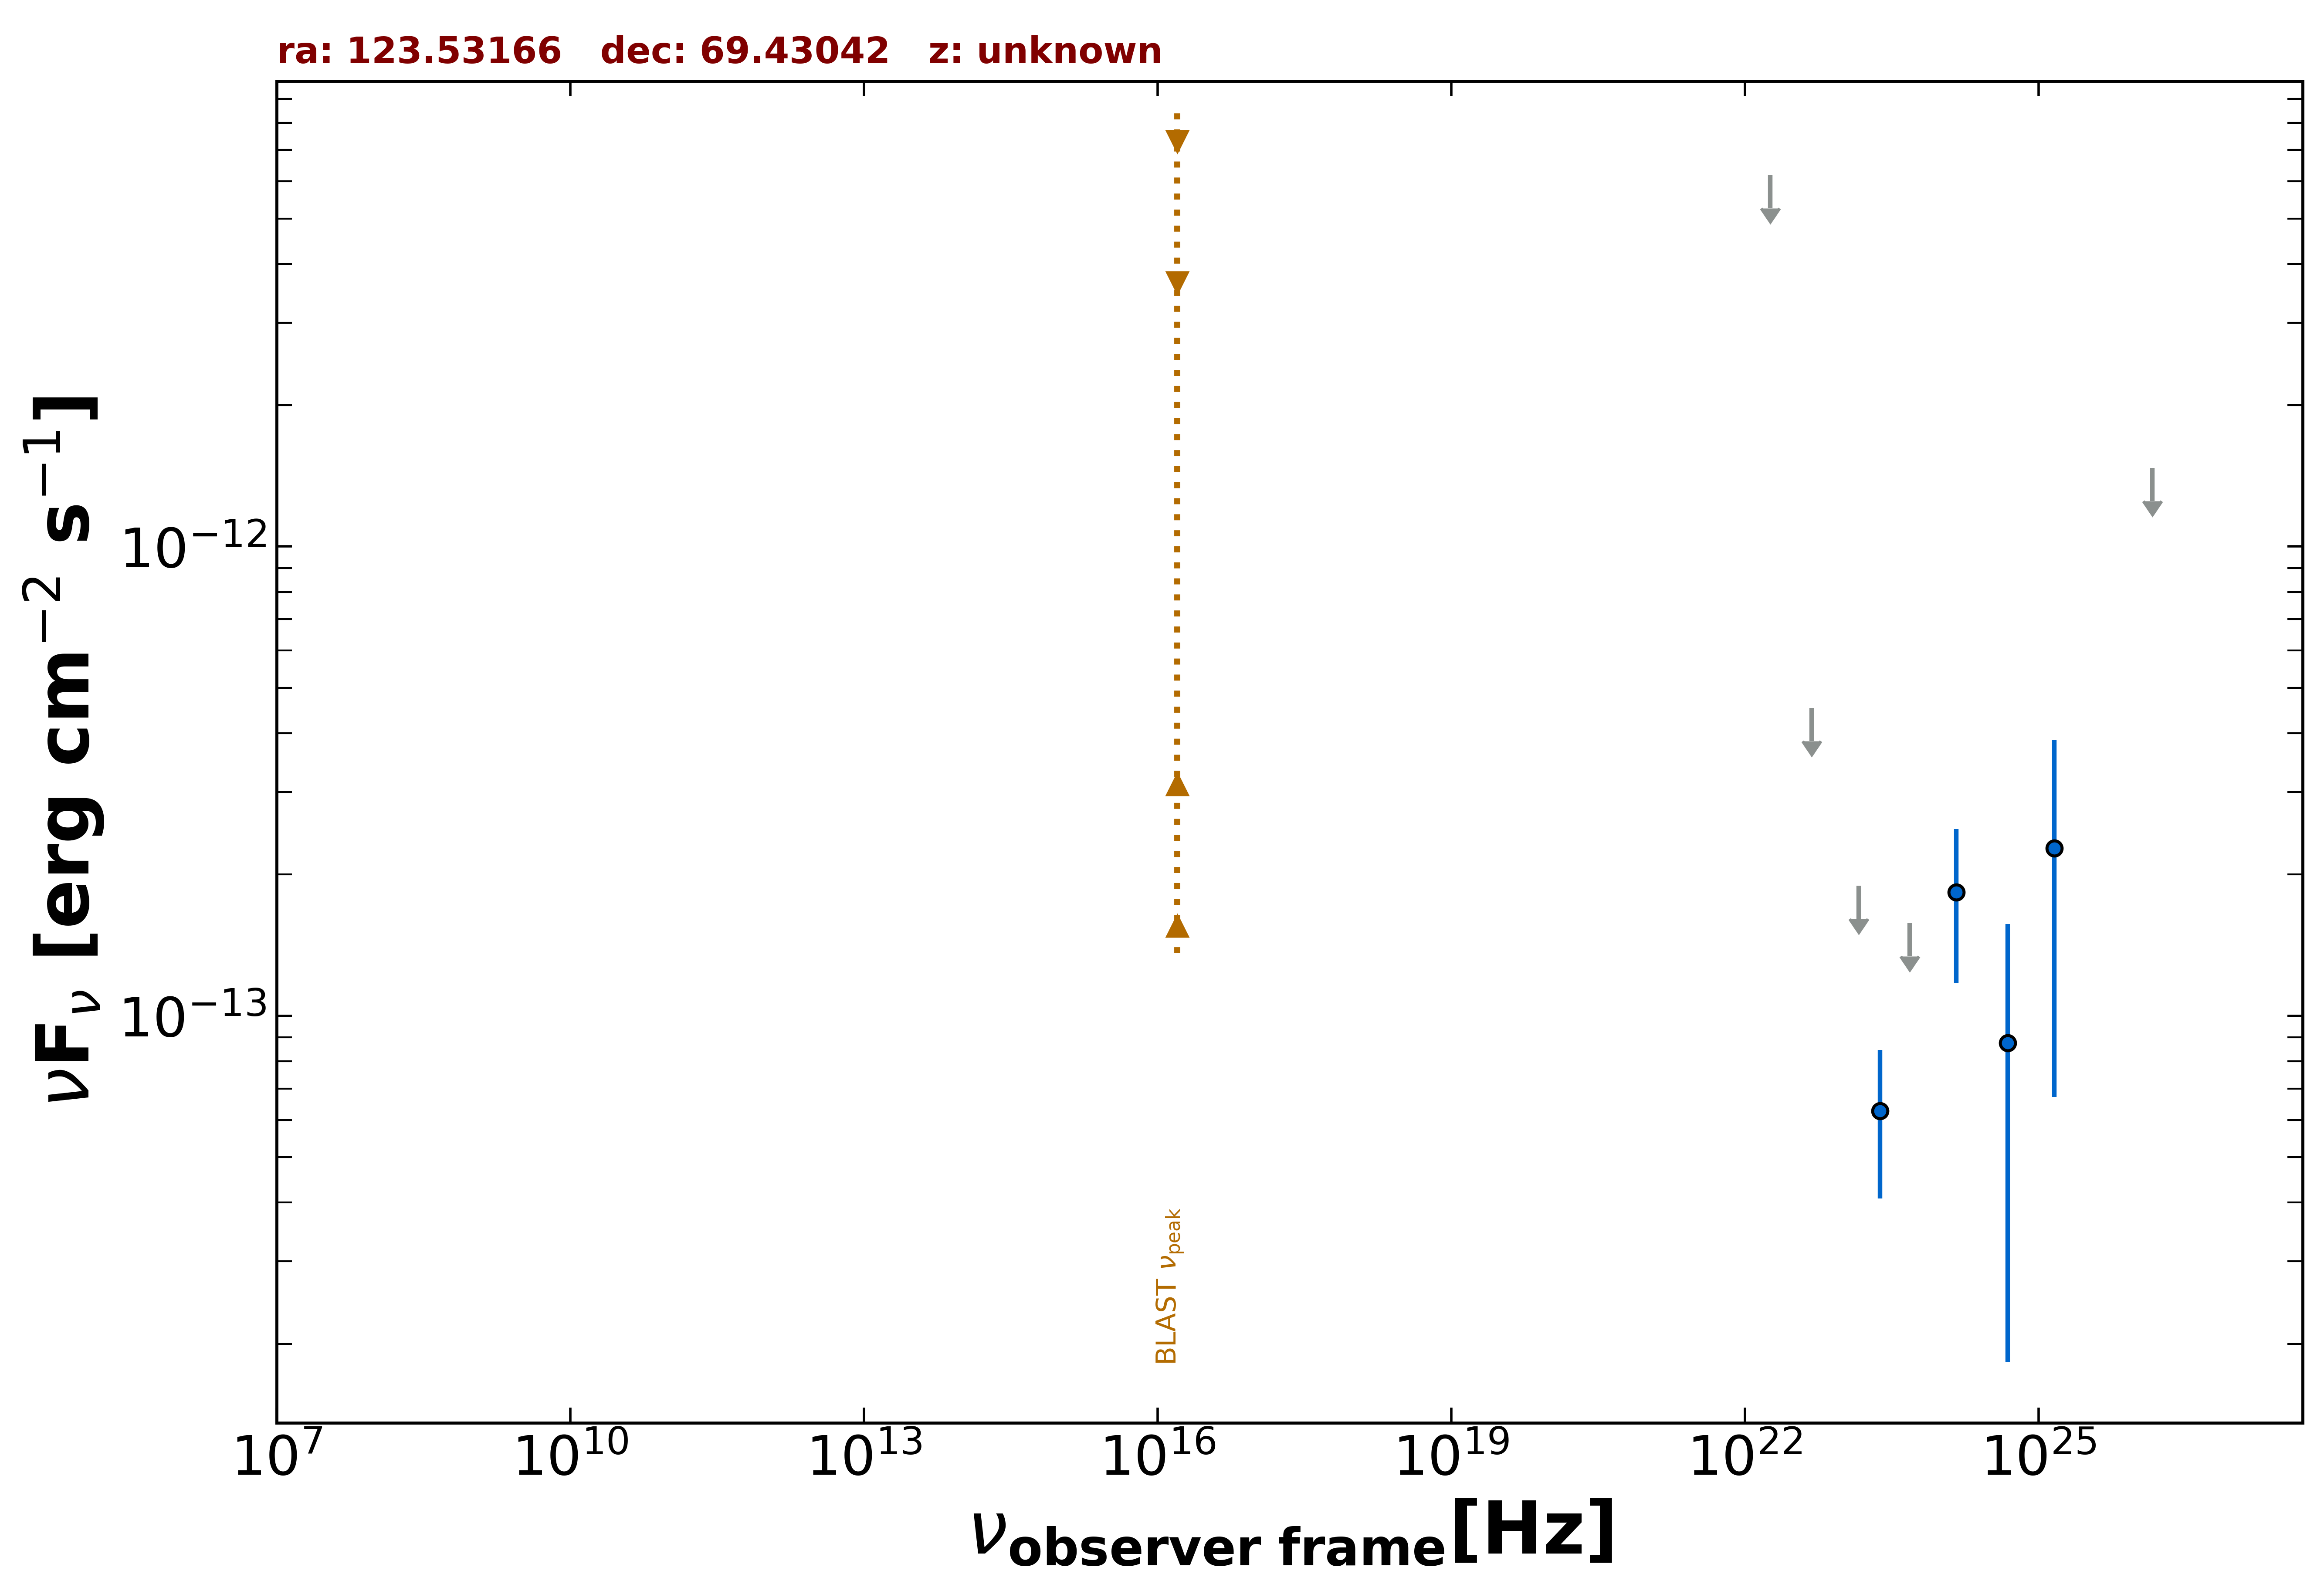 ra: 123.53166   dec: 69.43042   z: unknown
νFν [erg cm⁻² s⁻¹]
10⁻¹²
10⁻¹³
BLAST νpeak
10⁷ 10¹⁰ 10¹³ 10¹⁶ 10¹⁹ 10²² 10²⁵
νobserver frame[Hz]